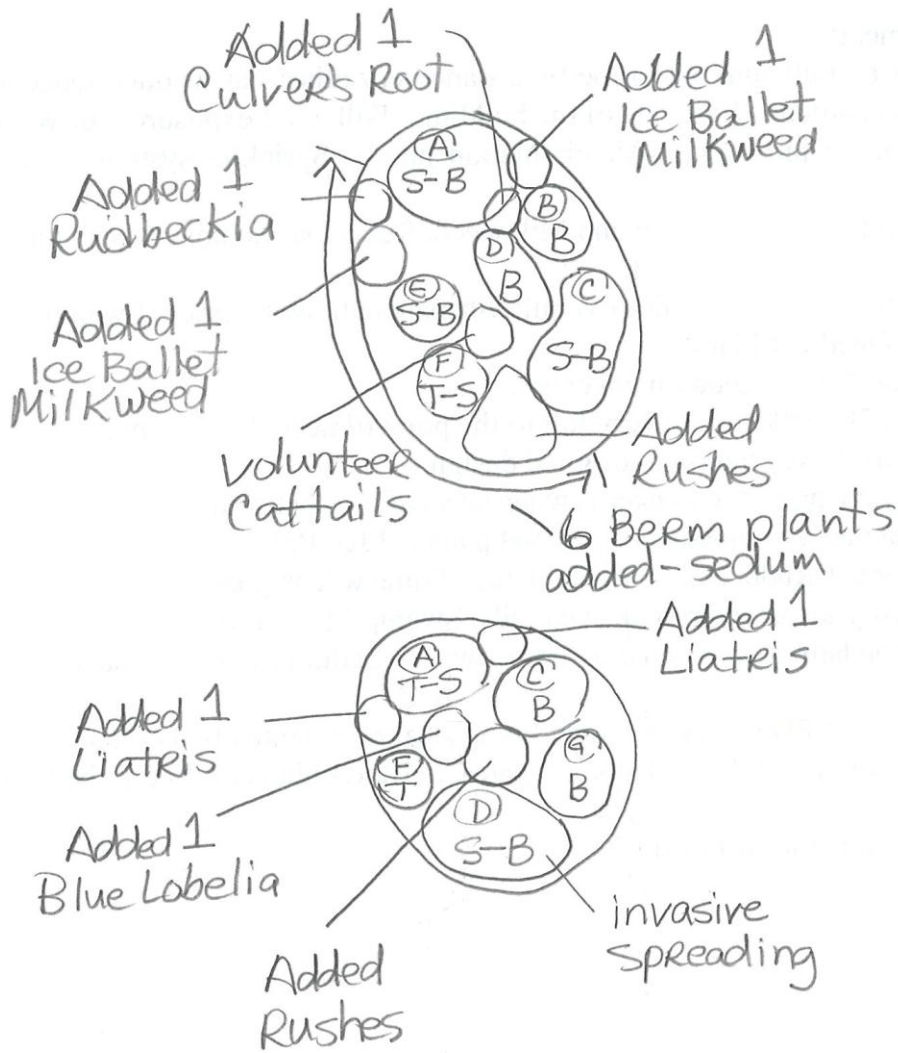 Added 1
Culver's Root
Added 1
Ice Ballet
Milkweed
A
S-B
Added 1
Rudbeckia
B
B
D
B
C
S-B
E
S-B
Added 1
Ice Ballet
Milkweed
F
T-S
Volunteer
Cattails
Added
Rushes
6 Berm plants
added-sedum
Added 1
Liatris
A
T-S
C
B
Added 1
Liatris
F
T
G
B
D
S-B
Added 1
Blue Lobelia
invasive
spreading
Added
Rushes